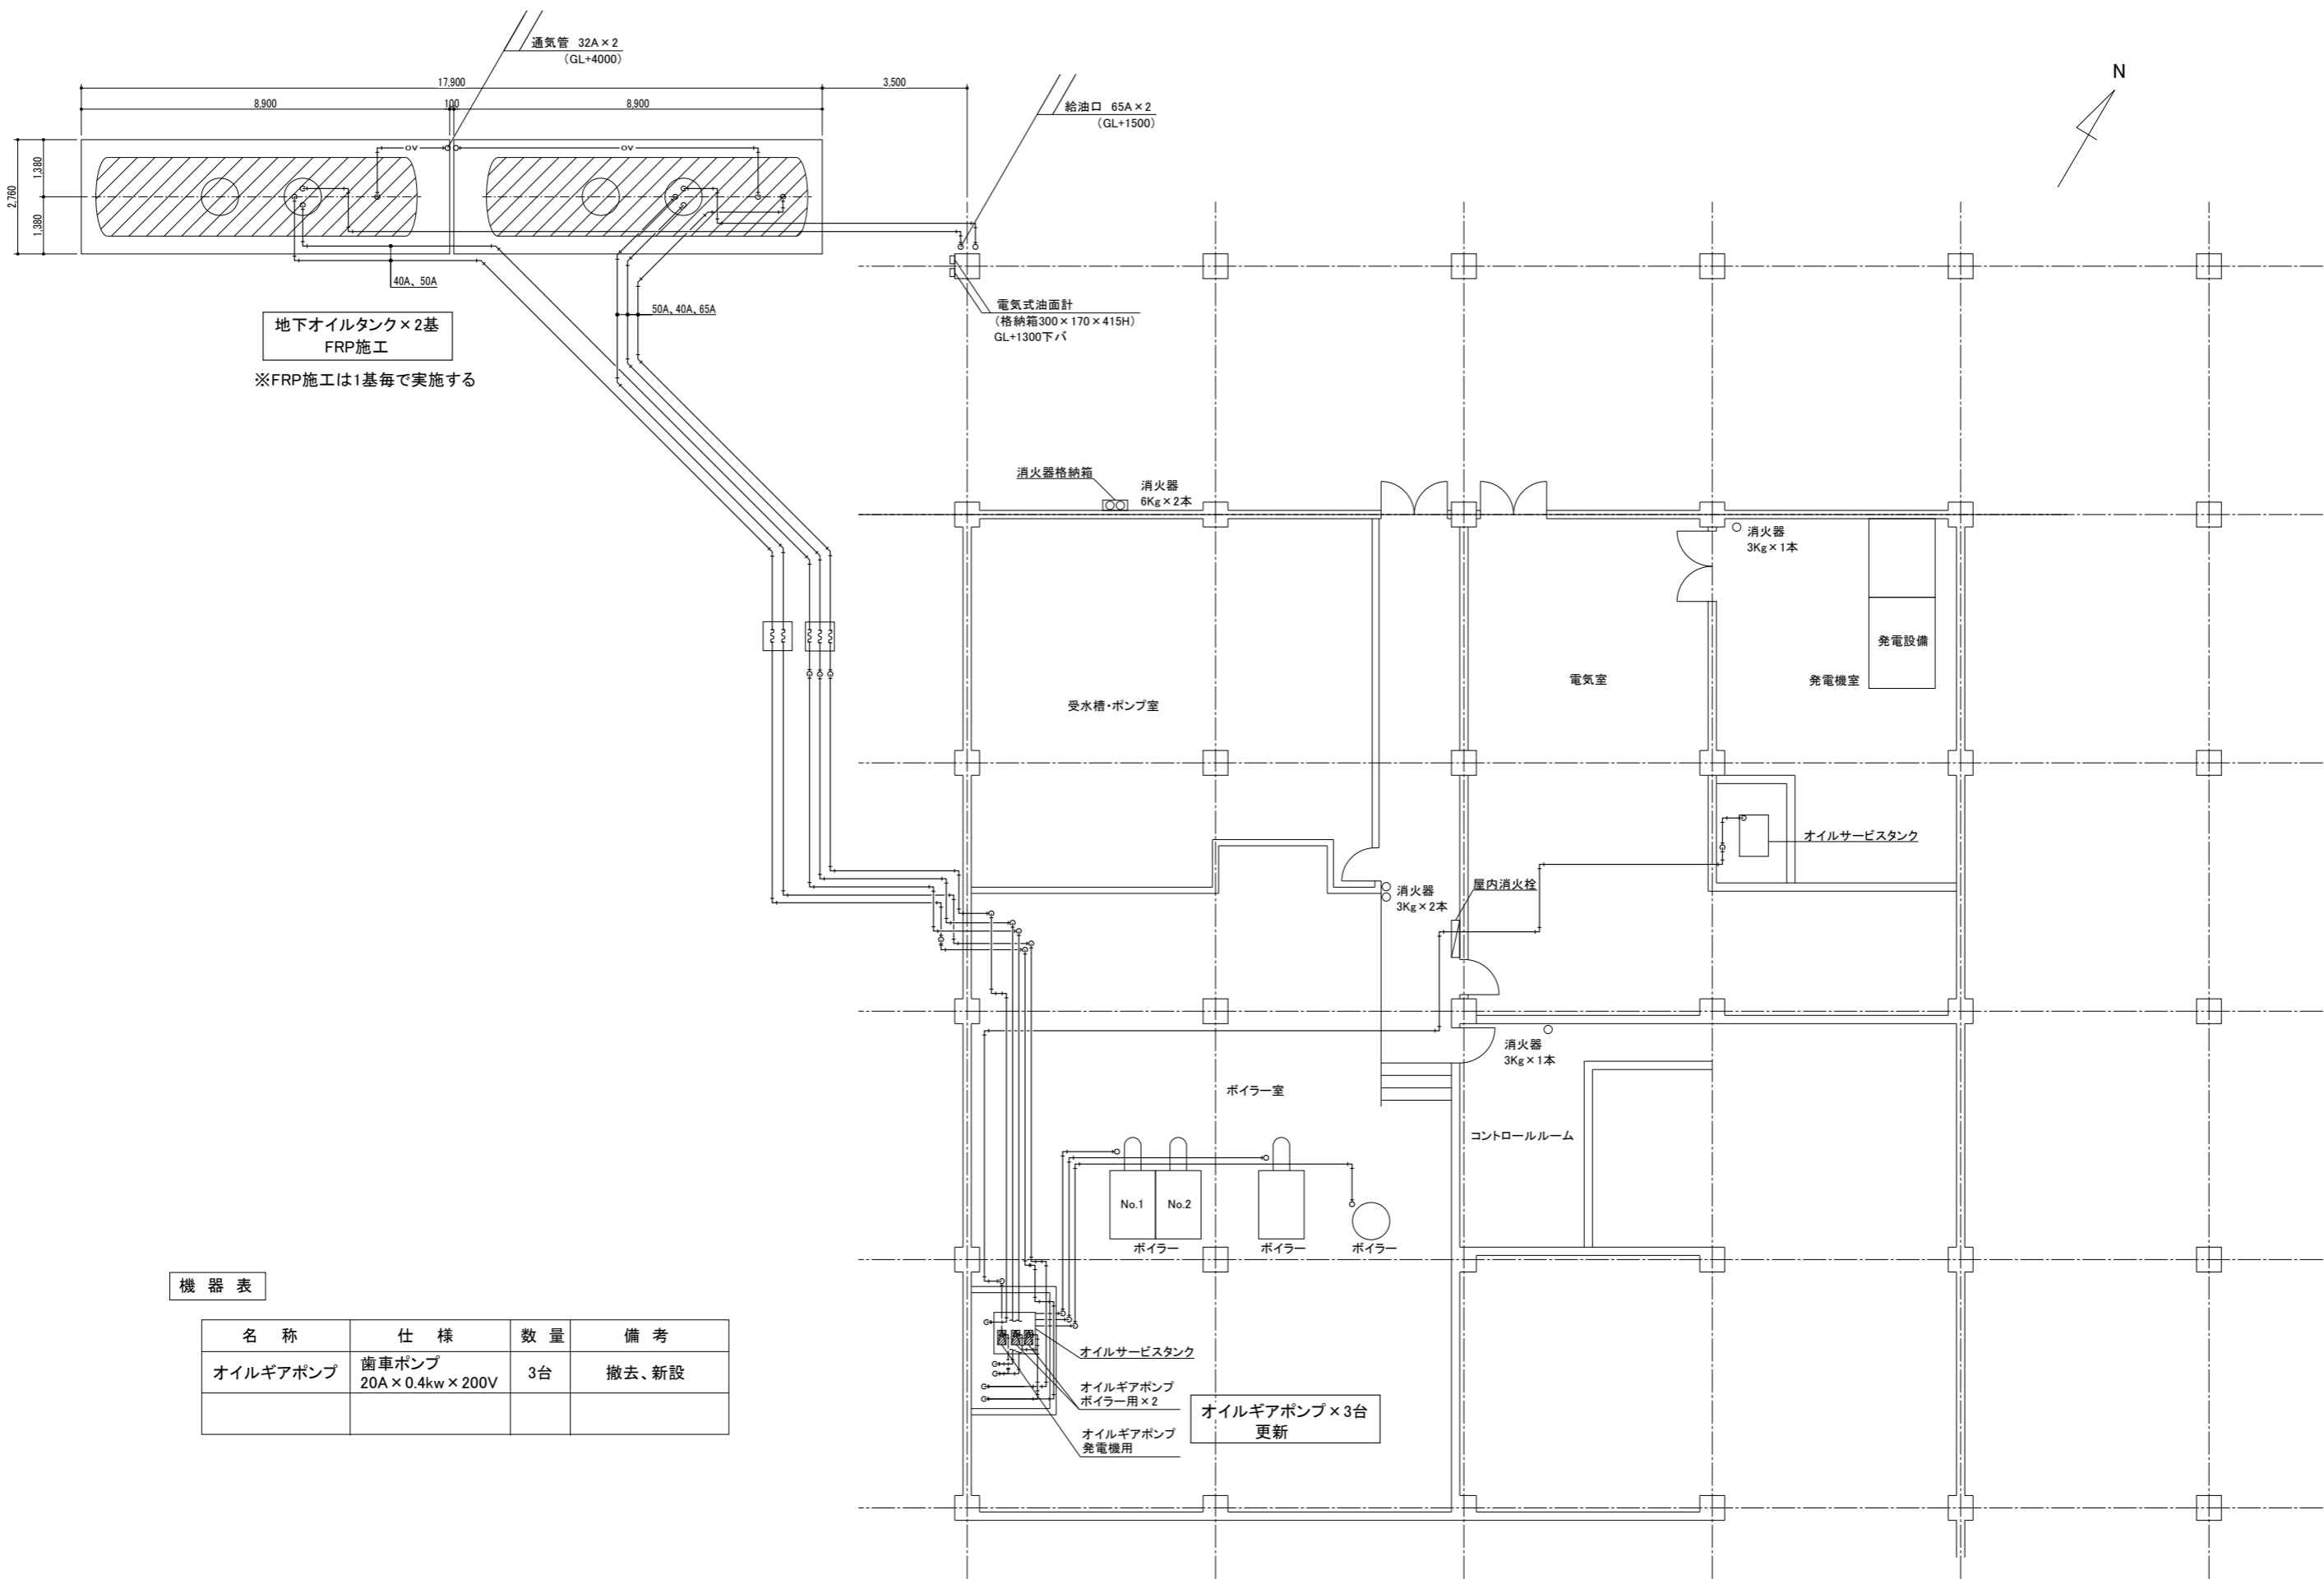 通気管 32A×2
(GL+4000)
17,900
3,500
8,900
100
8,900
N
給油口 65A×2
(GL+1500)
OV
OV
2,760
1,380
1,380
40A、50A
50A、40A、65A
電気式油面計
(格納箱300×170×415H)
GL+1300下バ
地下オイルタンク×2基
FRP施工
※FRP施工は1基毎で実施する
消火器格納箱
消火器
6Kg×2本
消火器
3Kg×1本
発電設備
電気室
発電機室
受水槽・ポンプ室
オイルサービスタンク
屋内消火栓
消火器
3Kg×2本
消火器
3Kg×1本
ボイラー室
コントロールルーム
No.1
No.2
ボイラー
ボイラー
ボイラー
オイルサービスタンク
オイルギアポンプ
ボイラー用×2
オイルギアポンプ
発電機用
オイルギアポンプ×3台
更新
機 器 表
名 称 仕 様 数 量 備 考
オイルギアポンプ 歯車ポンプ 3台 撤去、新設
20A×0.4kw×200V